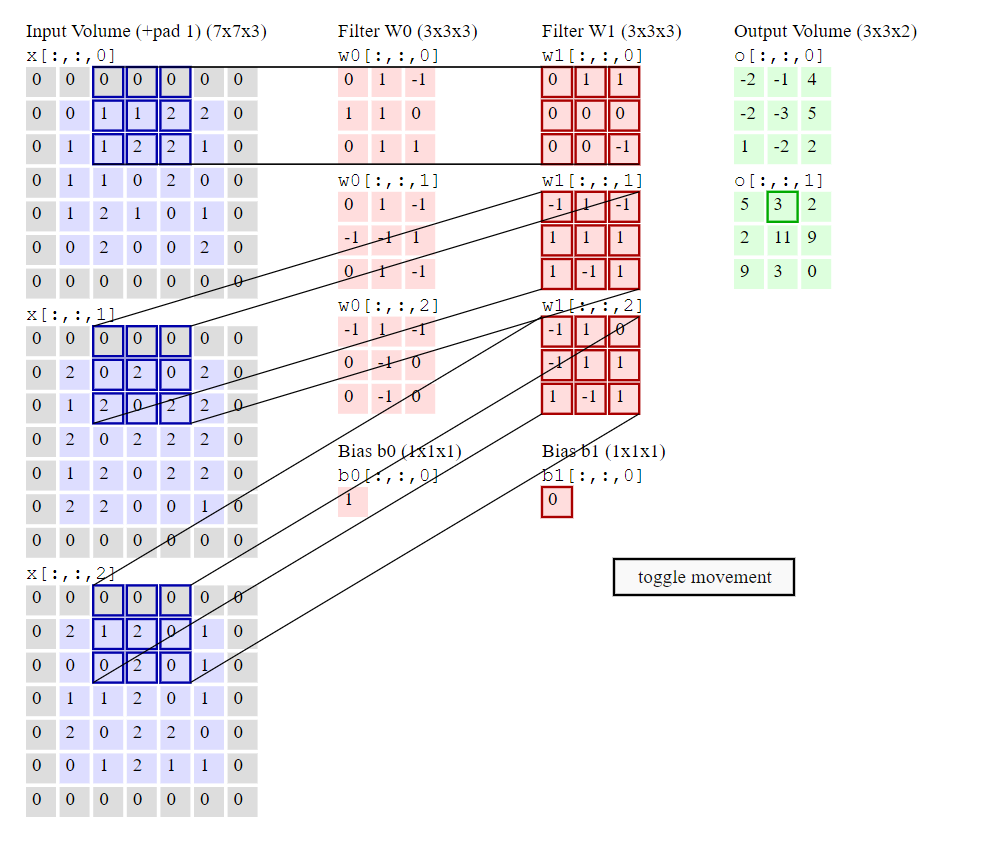 Input Volume (+pad 1) (7x7x3)
x[:,:,0]
0 0 0 0 0 0 0
0 0 1 1 2 2 0
0 1 1 2 2 1 0
0 1 1 0 2 0 0
0 1 2 1 0 1 0
0 0 2 0 0 2 0
0 0 0 0 0 0 0
x[:,:,1]
0 0 0 0 0 0 0
0 2 0 2 0 2 0
0 1 2 0 2 2 0
0 2 0 2 2 2 0
0 1 2 0 2 2 0
0 2 2 0 0 1 0
0 0 0 0 0 0 0
x[:,:,2]
0 0 0 0 0 0 0
0 2 1 2 0 1 0
0 0 0 2 0 1 0
0 1 1 2 0 1 0
0 2 0 2 2 0 0
0 0 1 2 1 1 0
0 0 0 0 0 0 0
Filter W0 (3x3x3)
w0[:,:,0]
0 1 -1
1 1 0
0 1 1
w0[:,:,1]
0 1 -1
-1 -1 1
0 1 -1
w0[:,:,2]
-1 1 -1
0 -1 0
0 -1 0
Bias b0 (1x1x1)
b0[:,:,0]
1
Filter W1 (3x3x3)
w1[:,:,0]
0 1 1
0 0 0
0 0 -1
w1[:,:,1]
-1 1 -1
1 1 1
1 -1 1
w1[:,:,2]
-1 1 0
-1 1 1
1 -1 1
Bias b1 (1x1x1)
b1[:,:,0]
0
Output Volume (3x3x2)
o[:,:,0]
-2 -1 4
-2 -3 5
1 -2 2
o[:,:,1]
5 3 2
2 11 9
9 3 0
toggle movement